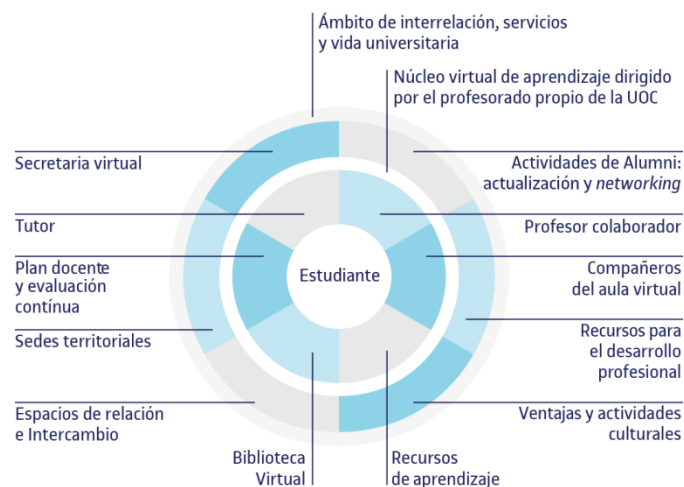 Ámbito de interrelación, servicios
y vida universitaria
Núcleo virtual de aprendizaje dirigido
por el profesorado propio de la UOC
Secretaria virtual
Actividades de Alumni:
actualización y networking
Tutor
Profesor colaborador
Plan docente
y evaluación
contínua
Estudiante
Compañeros
del aula virtual
Sedes territoriales
Recursos para
el desarrollo
profesional
Espacios de relación
e Intercambio
Ventajas y actividades
culturales
Biblioteca
Virtual
Recursos
de aprendizaje